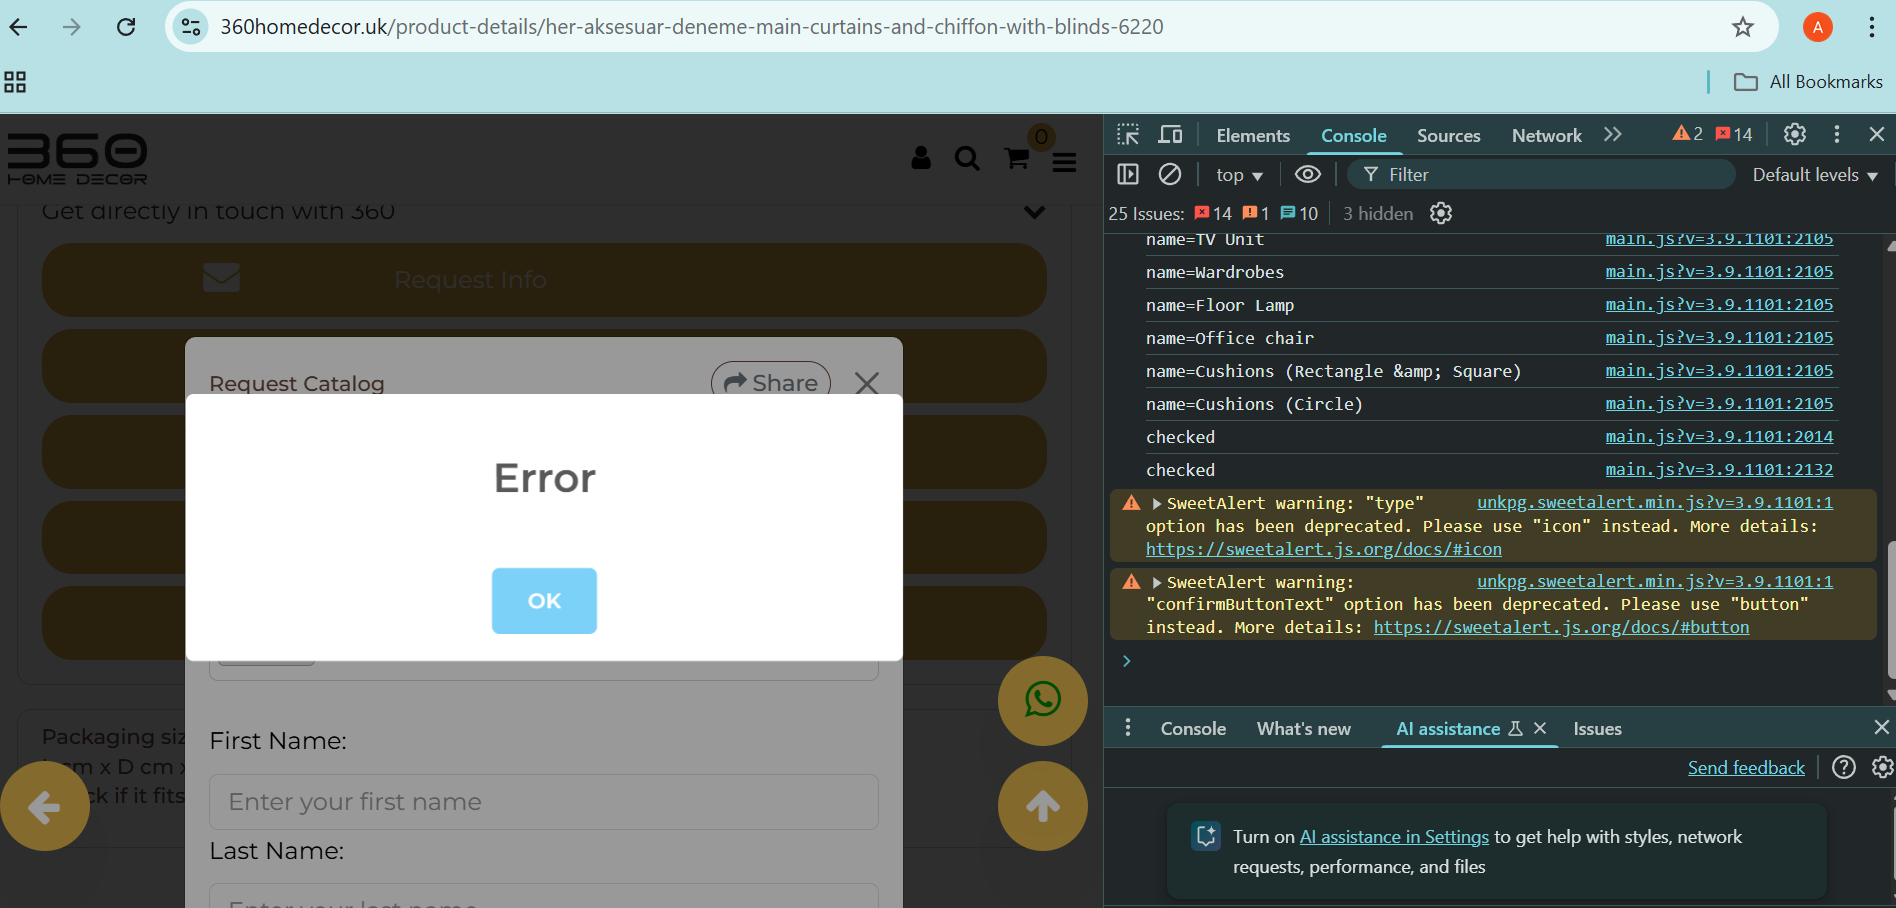 360homedecor.uk/product-details/her-aksesuar-deneme-main-curtains-and-chiffon-with-blinds-6220
A
All Bookmarks
360
HOME DECOR
0
Get directly in touch with 360
Request Info
Request Catalog
Share
Error
OK
First Name:
Enter your first name
Last Name:
Enter your last name
Packaging siz
cm x D cm x
ck if it fits
Elements
Console
Sources
Network
2
14
top
Filter
Default levels
25 Issues:
14
1
10
3 hidden
name=TV Unit main.js?v=3.9.1101:2105
name=Wardrobes main.js?v=3.9.1101:2105
name=Floor Lamp main.js?v=3.9.1101:2105
name=Office chair main.js?v=3.9.1101:2105
name=Cushions (Rectangle &amp; Square) main.js?v=3.9.1101:2105
name=Cushions (Circle) main.js?v=3.9.1101:2105
checked main.js?v=3.9.1101:2014
checked main.js?v=3.9.1101:2132
SweetAlert warning: "type" unkpg.sweetalert.min.js?v=3.9.1101:1
option has been deprecated. Please use "icon" instead. More details:
https://sweetalert.js.org/docs/#icon
SweetAlert warning: unkpg.sweetalert.min.js?v=3.9.1101:1
"confirmButtonText" option has been deprecated. Please use "button"
instead. More details: https://sweetalert.js.org/docs/#button
Console
What's new
AI assistance
Issues
Send feedback
Turn on AI assistance in Settings to get help with styles, network
requests, performance, and files